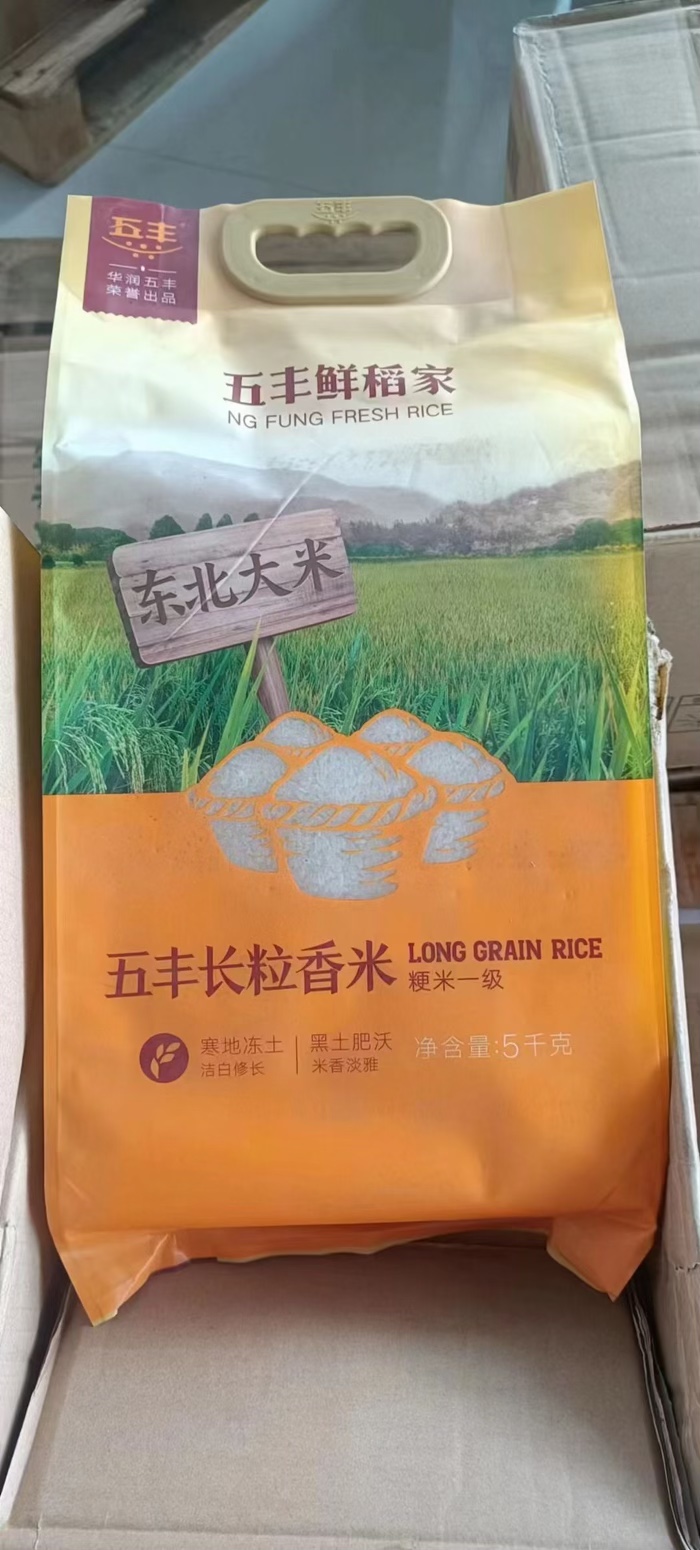 五丰
五丰
华润五丰
荣誉出品
五丰鲜稻家
NG FUNG FRESH RICE
东北大米
五丰长粒香米 LONG GRAIN RICE
粳米一级
寒地冻土
洁白修长
黑土肥沃
米香淡雅
净含量:5千克